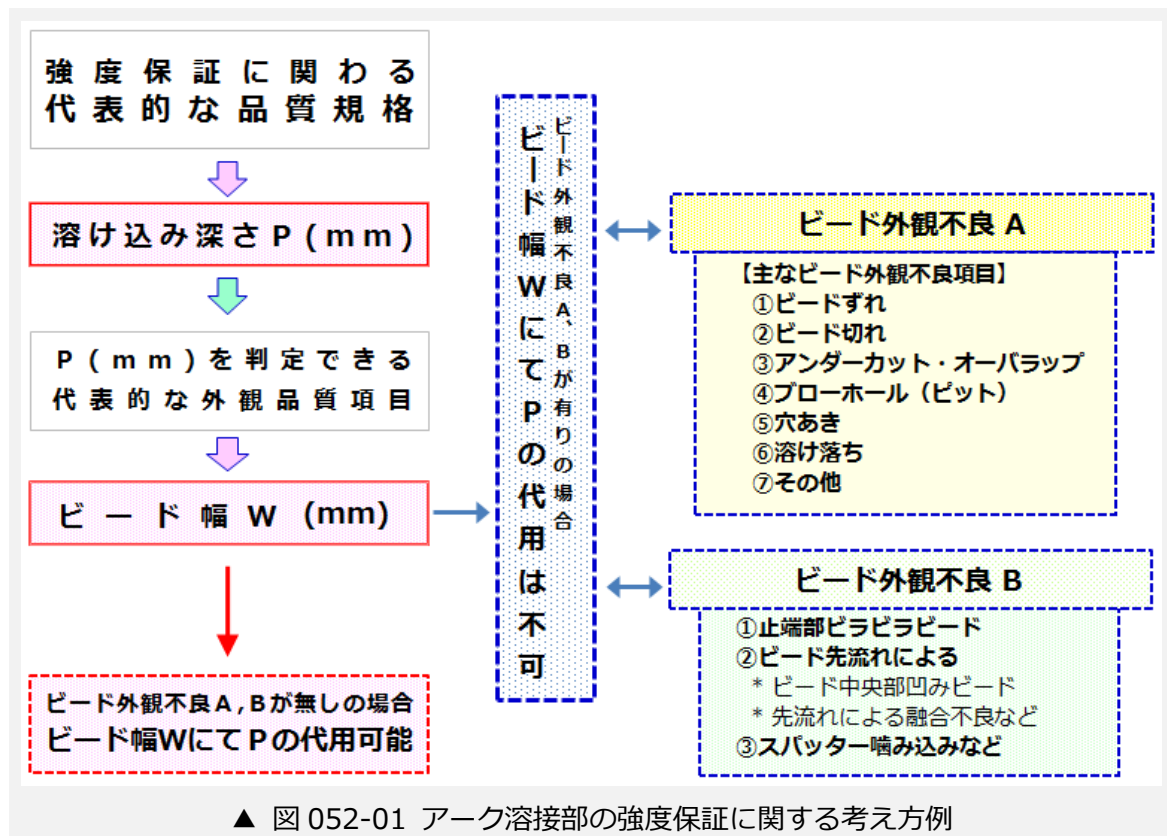 強度保証に関わる
代表的な品質規格
溶け込み深さP(mm)
P(mm)を判定できる
代表的な外観品質項目
ビード幅W (mm)
ビード外観不良A,Bが無しの場合
ビード幅WにてPの代用可能
ビード外観不良A、Bが有りの場合
ビード幅WにてPの代用は不可
ビード外観不良 A
【主なビード外観不良項目】
①ビードずれ
②ビード切れ
③アンダーカット・オーバラップ
④ブローホール（ピット）
⑤穴あき
⑥溶け落ち
⑦その他
ビード外観不良 B
①止端部ビラビラビード
②ビード先流れによる
* ビード中央部凹みビード
* 先流れによる融合不良など
③スパッター噛み込みなど
▲ 図 052-01 アーク溶接部の強度保証に関する考え方例